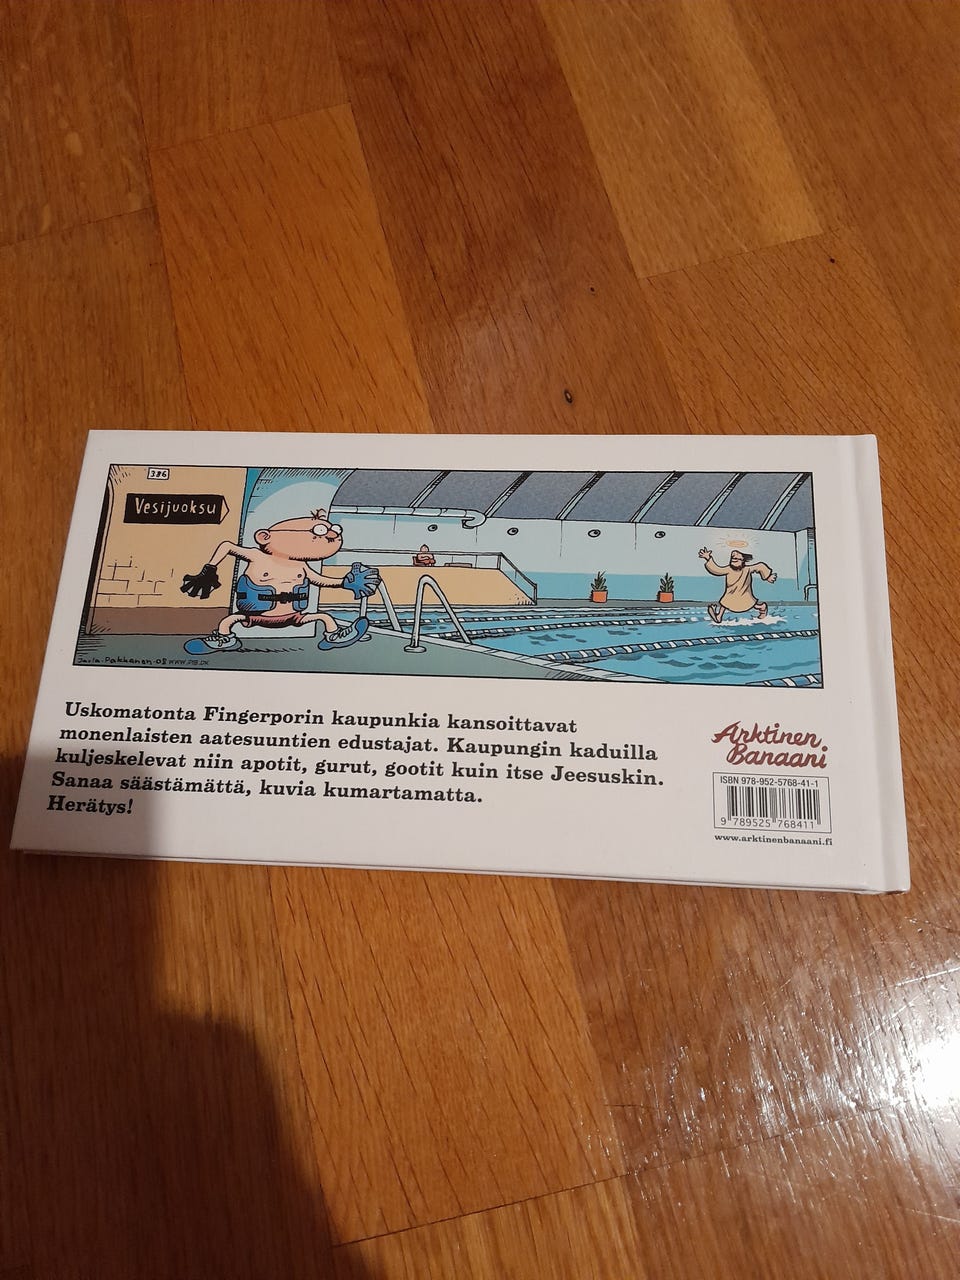 386
Vesijuoksu
Jarla. Pakkanen -08 WWW.PIB.DK
Uskomatonta Fingerporin kaupunkia kansoittavat
monenlaisten aatesuuntien edustajat. Kaupungin kaduilla
kuljeskelevat niin apotit, gurut, gootit kuin itse Jeesuskin.
Sanaa säästämättä, kuvia kumartamatta.
Herätys!
Arktinen
Banaani
ISBN 978-952-5768-41-1
9 789525 768411
www.arktinenbanaani.fi